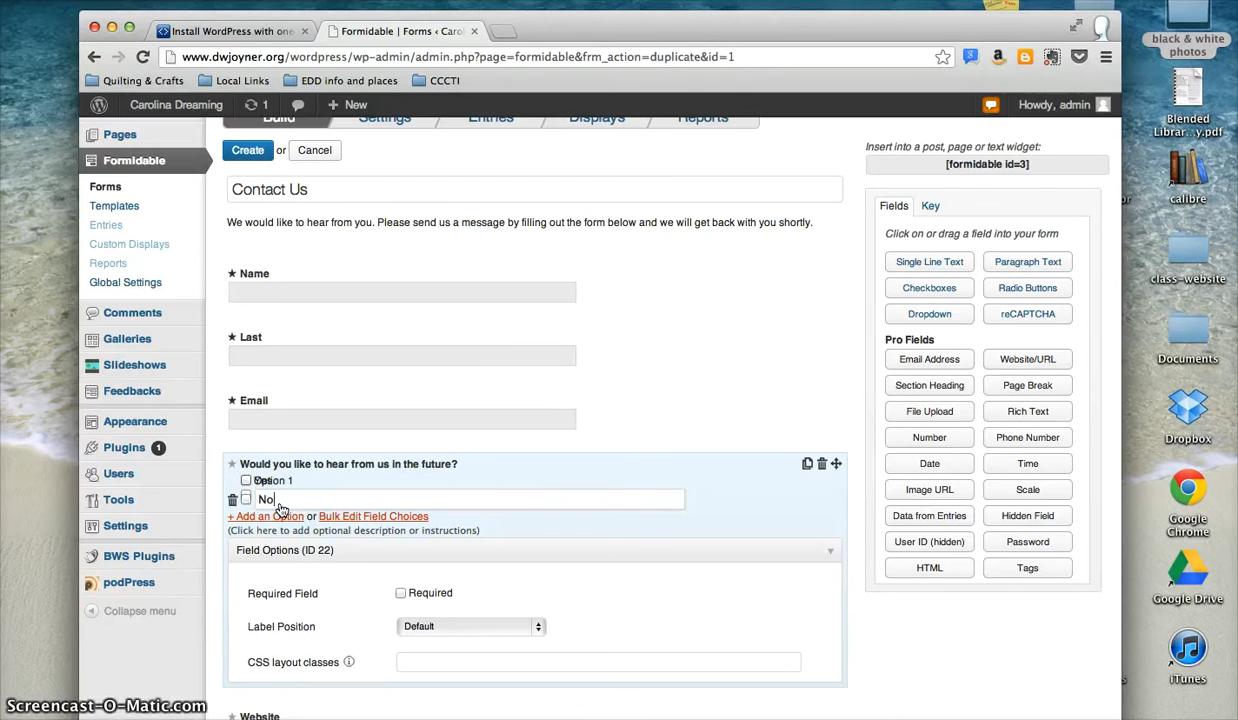 Install WordPress with one
Formidable | Forms ‹ Carol
www.dwjoyner.org/wordpress/wp-admin/admin.php?page=formidable&frm_action=duplicate&id=1
Quilting & Crafts
Local Links
EDD info and places
CCCTI
Carolina Dreaming
1
+ New
Howdy, admin
Pages
Formidable
Forms
Templates
Entries
Custom Displays
Reports
Global Settings
Comments
Galleries
Slideshows
Feedbacks
Appearance
Plugins 1
Users
Tools
Settings
BWS Plugins
podPress
Collapse menu
Build
Settings
Entries
Displays
Reports
Create or Cancel
Contact Us
We would like to hear from you. Please send us a message by filling out the form below and we will get back with you shortly.
★ Name
★ Last
★ Email
★ Would you like to hear from us in the future?
Option 1
No
+ Add an Option or Bulk Edit Field Choices
(Click here to add optional description or instructions)
Field Options (ID 22)
Required Field
Required
Label Position
Default
CSS layout classes
★ Website
Insert into a post, page or text widget:
[formidable id=3]
Fields
Key
Click on or drag a field into your form
Single Line Text
Paragraph Text
Checkboxes
Radio Buttons
Dropdown
reCAPTCHA
Pro Fields
Email Address
Website/URL
Section Heading
Page Break
File Upload
Rich Text
Number
Phone Number
Date
Time
Image URL
Scale
Data from Entries
Hidden Field
User ID (hidden)
Password
HTML
Tags
black & white
photos
Blended
Librar...y.pdf
calibre
class-website
Documents
Dropbox
Google
Chrome
Google Drive
iTunes
Screencast-O-Matic.com